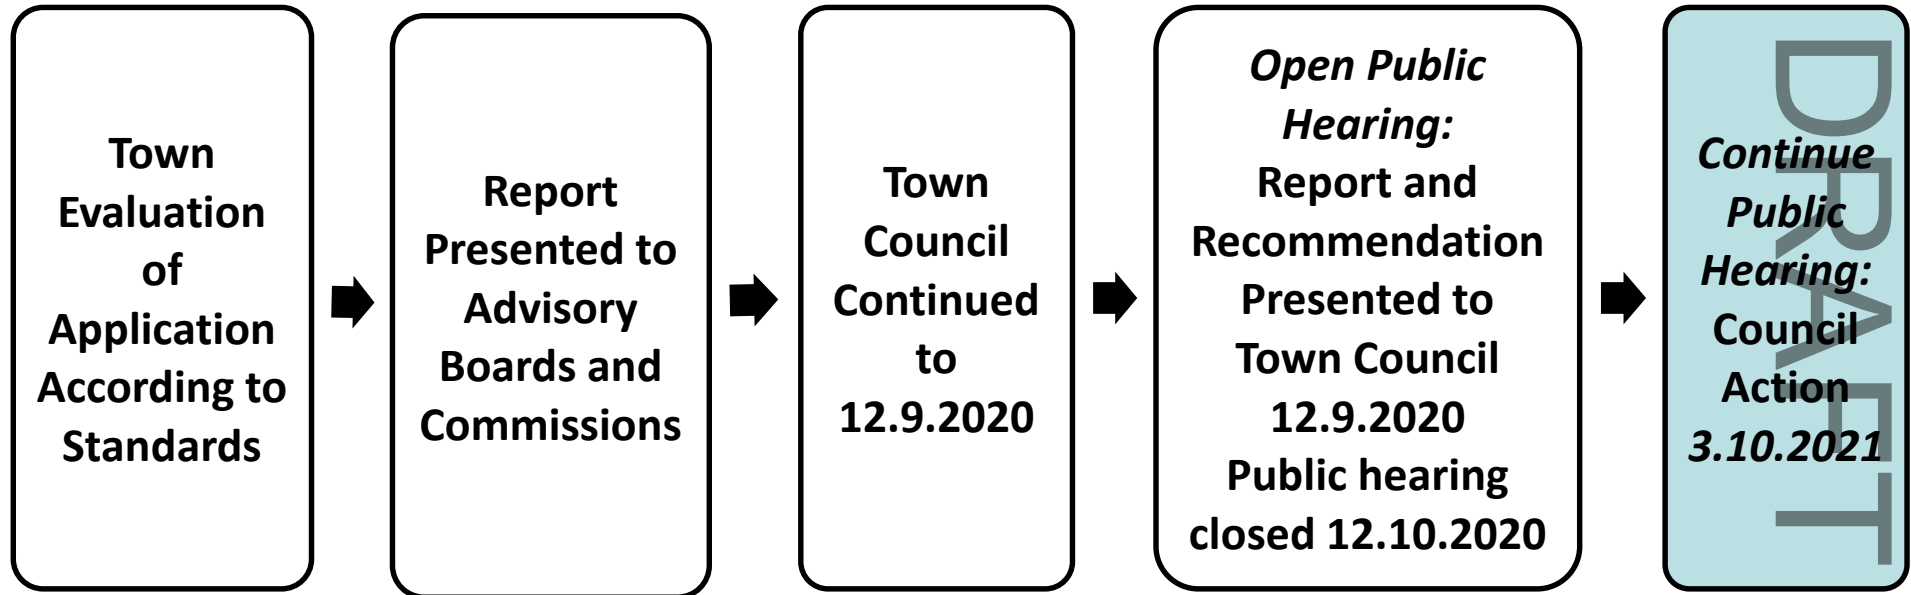 Town
Evaluation
of
Application
According to
Standards
Report
Presented to
Advisory
Boards and
Commissions
Town
Council
Continued
to
12.9.2020
Open Public
Hearing:
Report and
Recommendation
Presented to
Town Council
12.9.2020
Public hearing
closed 12.10.2020
Continue
Public
Hearing:
Council
Action
3.10.2021
DRAFT